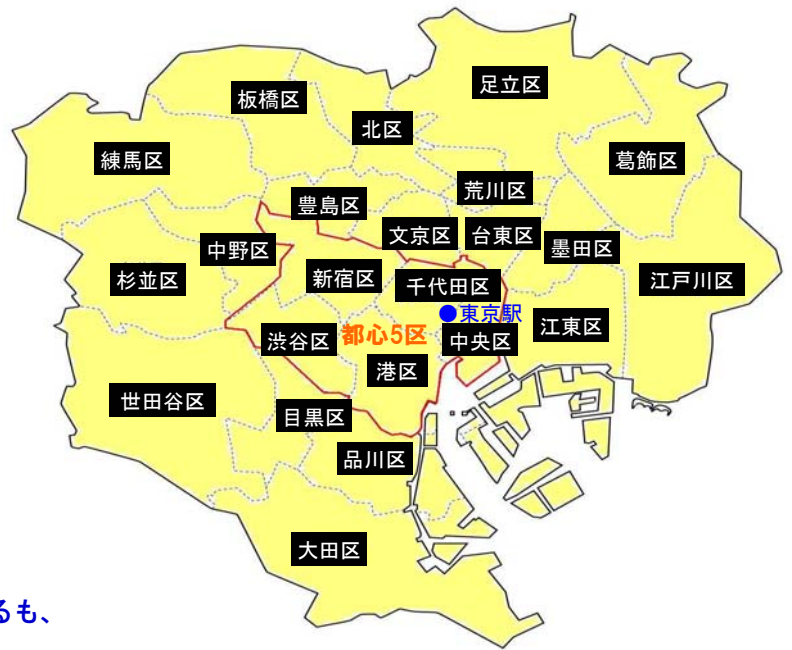 足立区
板橋区
北区
練馬区
葛飾区
荒川区
豊島区
文京区
台東区
墨田区
中野区
杉並区
新宿区
千代田区
江戸川区
●東京駅
江東区
渋谷区
都心5区
中央区
港区
世田谷区
目黒区
品川区
大田区
るも、